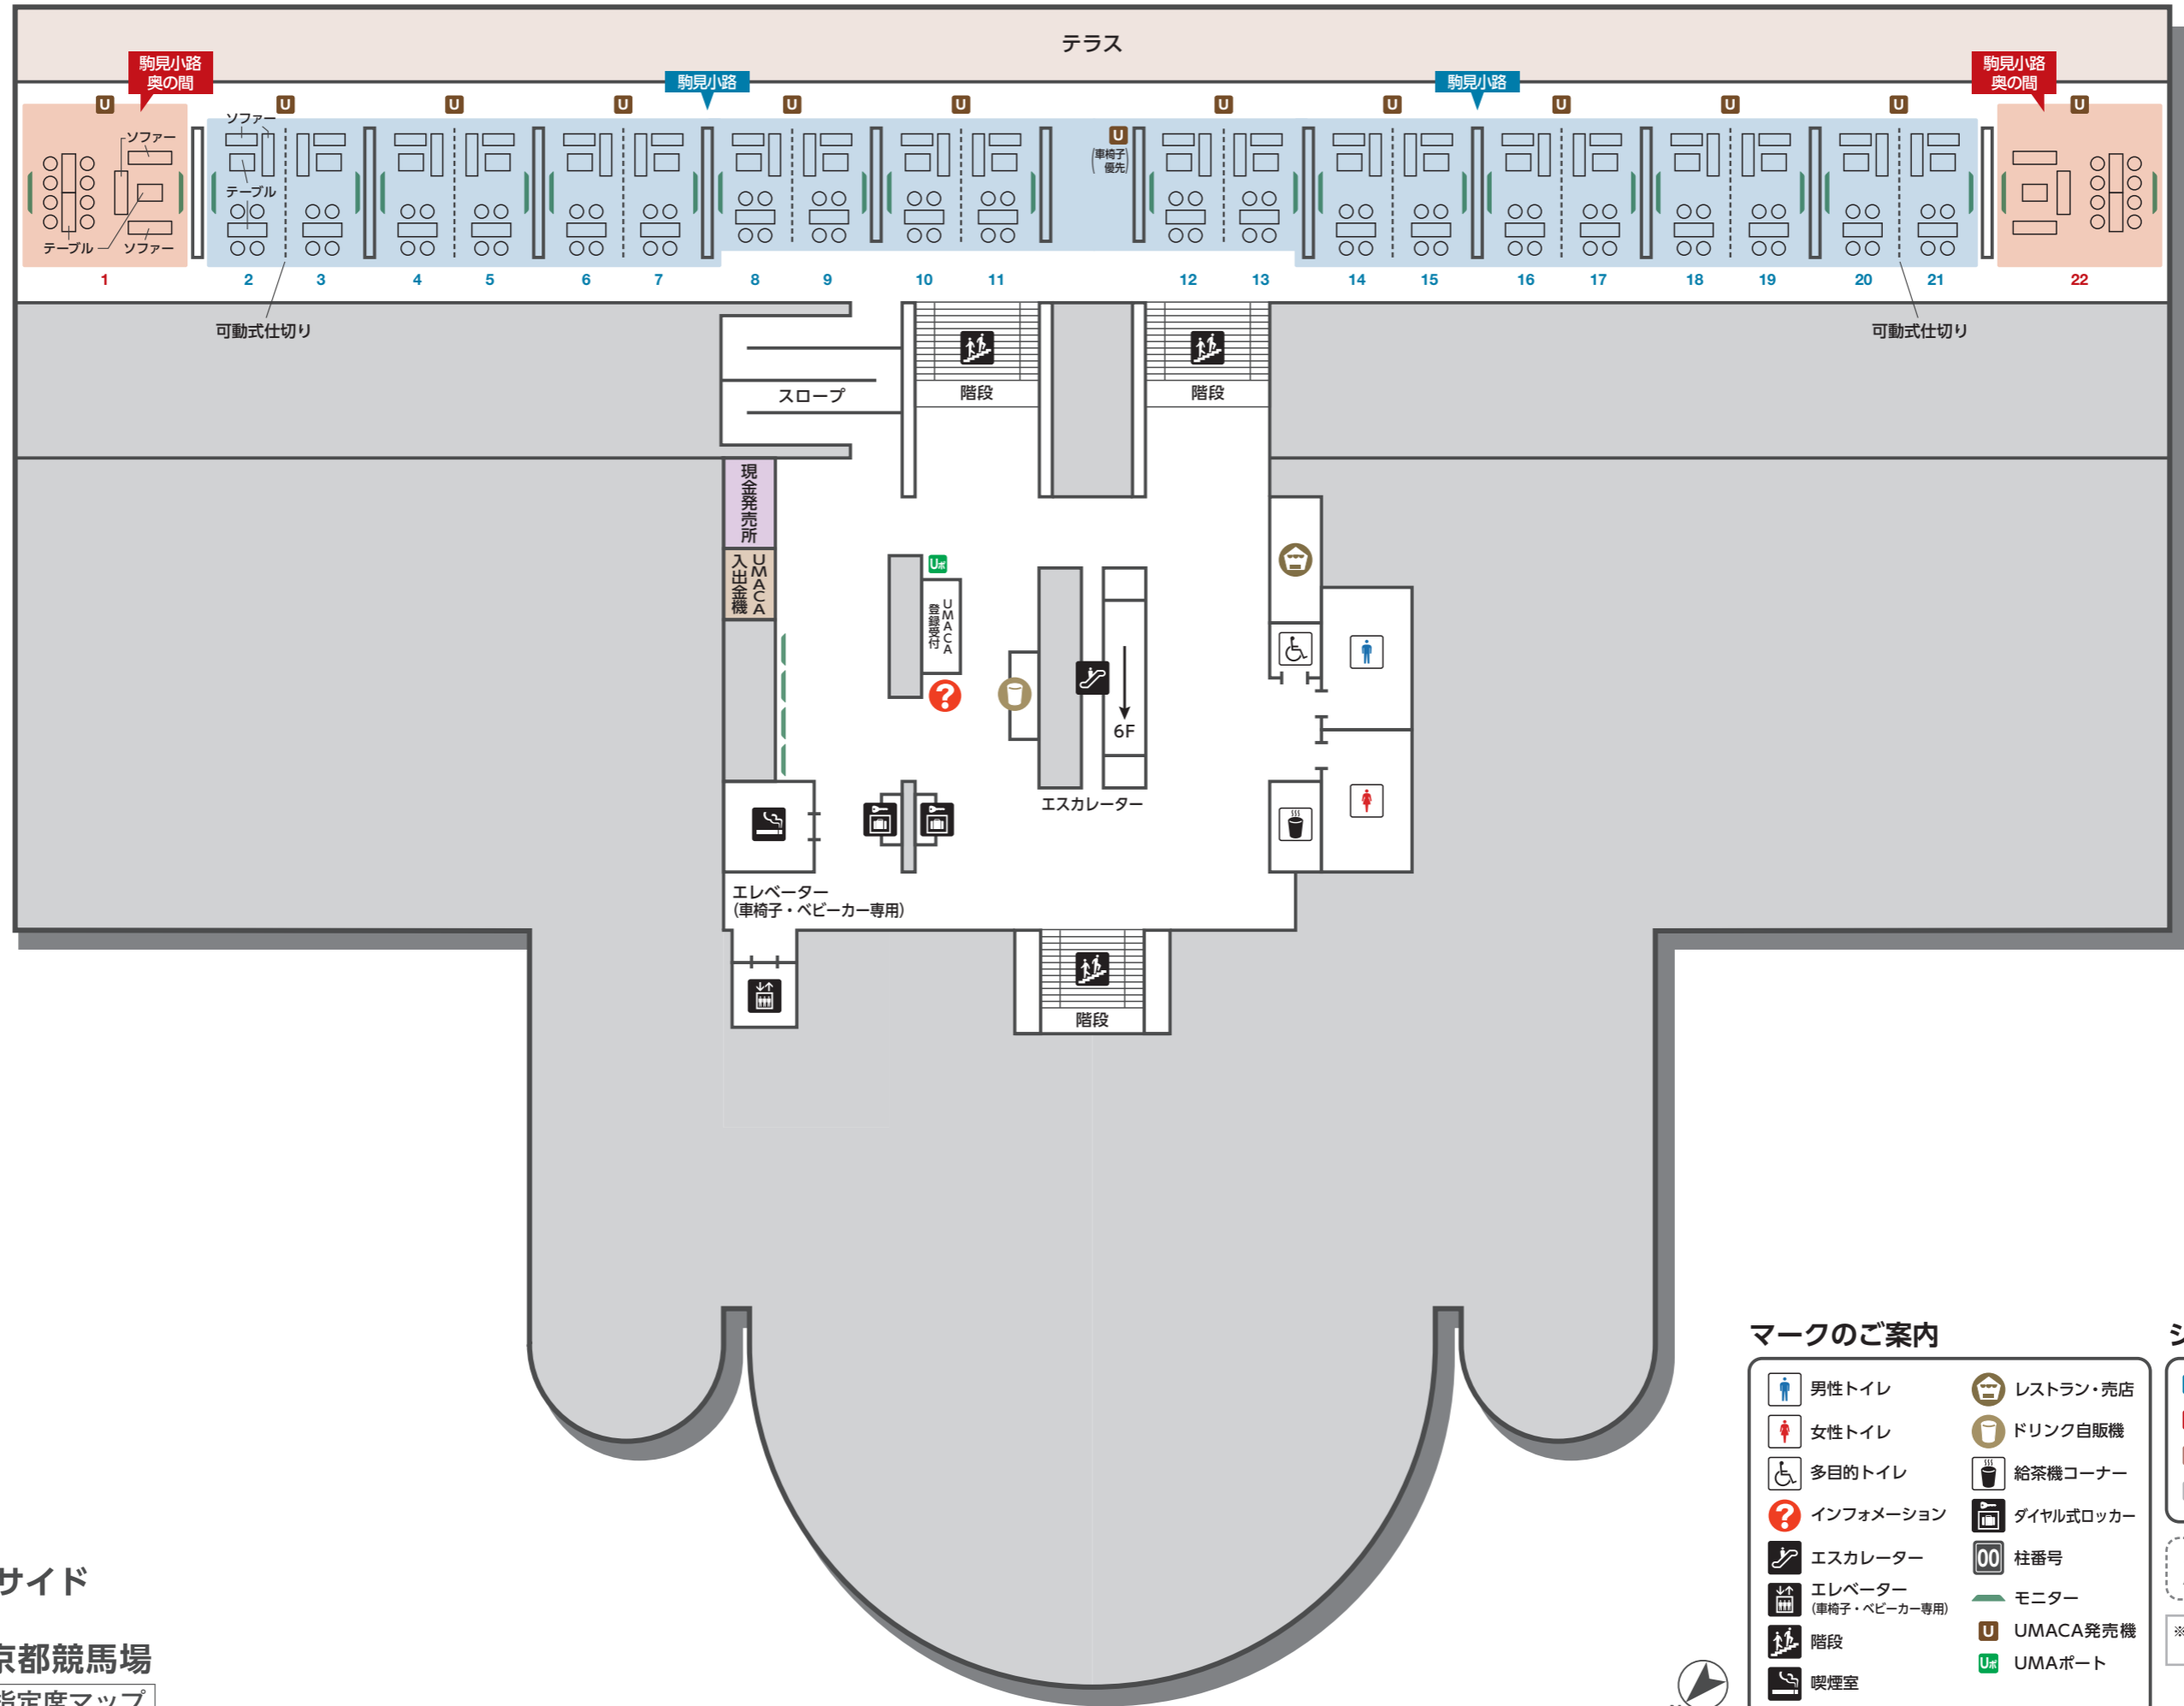 テラス
駒見小路
奥の間
駒見小路
駒見小路
駒見小路
奥の間
U
U
U
U
U
U
U
U
U
U
U
U
U
(車椅子
優先)
ソファー
ソファー
テーブル
テーブル
ソファー
1
2
3
4
5
6
7
8
9
10
11
12
13
14
15
16
17
18
19
20
21
22
可動式仕切り
可動式仕切り
スロープ
階段
階段
現金発売所
UMACA
入出金機
Uポ
UMACA
登録受付
?
6F
エスカレーター
エレベーター
(車椅子・ベビーカー専用)
階段
マークのご案内
男性トイレ
女性トイレ
多目的トイレ
? インフォメーション
エスカレーター
エレベーター
(車椅子・ベビーカー専用)
階段
喫煙室
レストラン・売店
ドリンク自販機
給茶機コーナー
ダイヤル式ロッカー
00 柱番号
モニター
U UMACA発売機
Uポ UMAポート
※
サイド
京都競馬場
指定席マップ